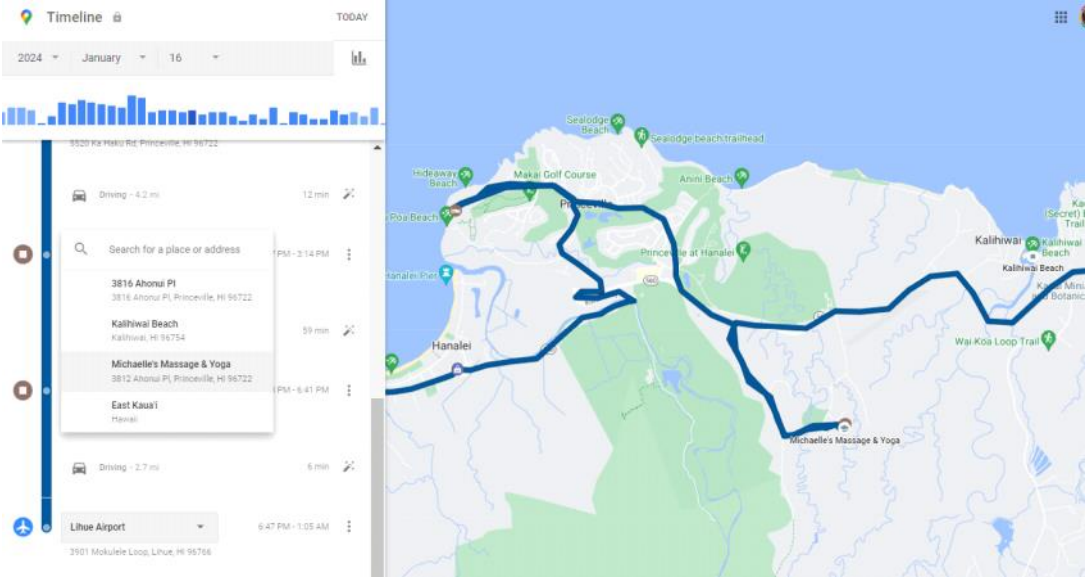 Timeline
TODAY
2024
January
16
5520 Ka Haku Rd, Princeville, HI 96722
Driving - 4.2 mi
12 min
Search for a place or address
PM - 3:14 PM
3816 Ahonui Pl
3816 Ahonui Pl, Princeville, HI 96722
Kalihiwai Beach
Kalihiwai, HI 96754
59 min
Michaelle's Massage & Yoga
3812 Ahonui Pl, Princeville, HI 96722
PM - 6:41 PM
East Kaua'i
Hawaii
Driving - 2.7 mi
6 min
Lihue Airport
6:47 PM - 1:05 AM
3901 Mokulele Loop, Lihue, HI 96766
Sealodge
Beach
Sealodge beach trailhead
Hideaway
Beach
Makai Golf Course
Anini Beach
Poa Beach
Princeville
(Secret)
Trail
Princeville at Hanalei
Kalihiwai
Kalihiwai
Beach
Kalihiwai Beach
Hanalei Pier
560
Botanic
Hanalei
Wai Koa Loop Trail
Michaelle's Massage & Yoga